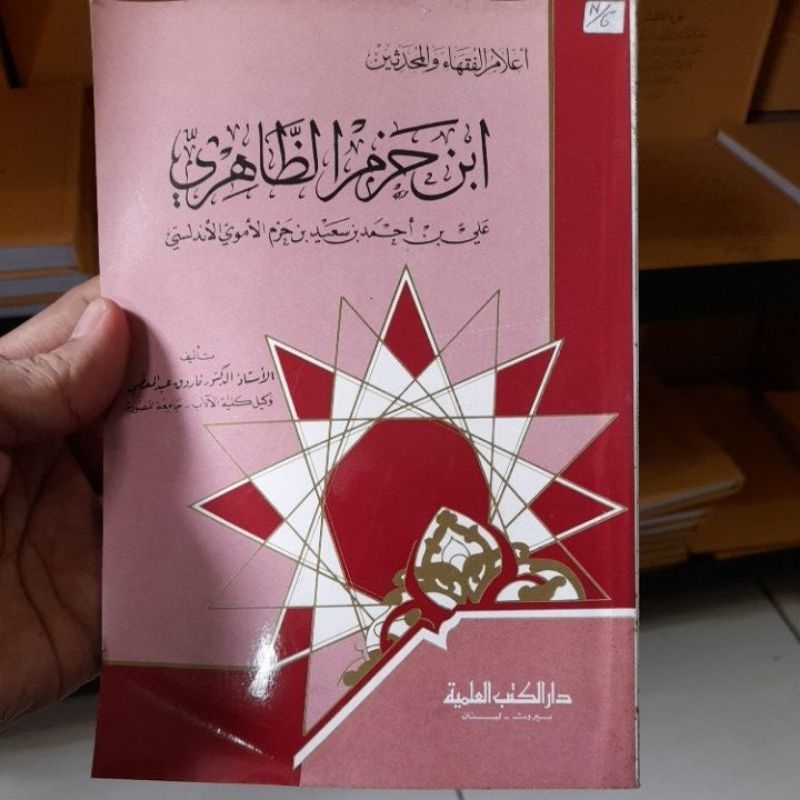 N/G
أعلام الفقهاء والمحدثين
ابن حزم الظاهريّ
عليّ بن أحمد بن سعيد بن حزم الأموي الأندلسي
تأليف
الأستاذ الدكتور فاروق عبد المعطي
وكيل كلية الآداب - جامعة المنصورة
دار الكتب العلمية
بيروت - لبنان